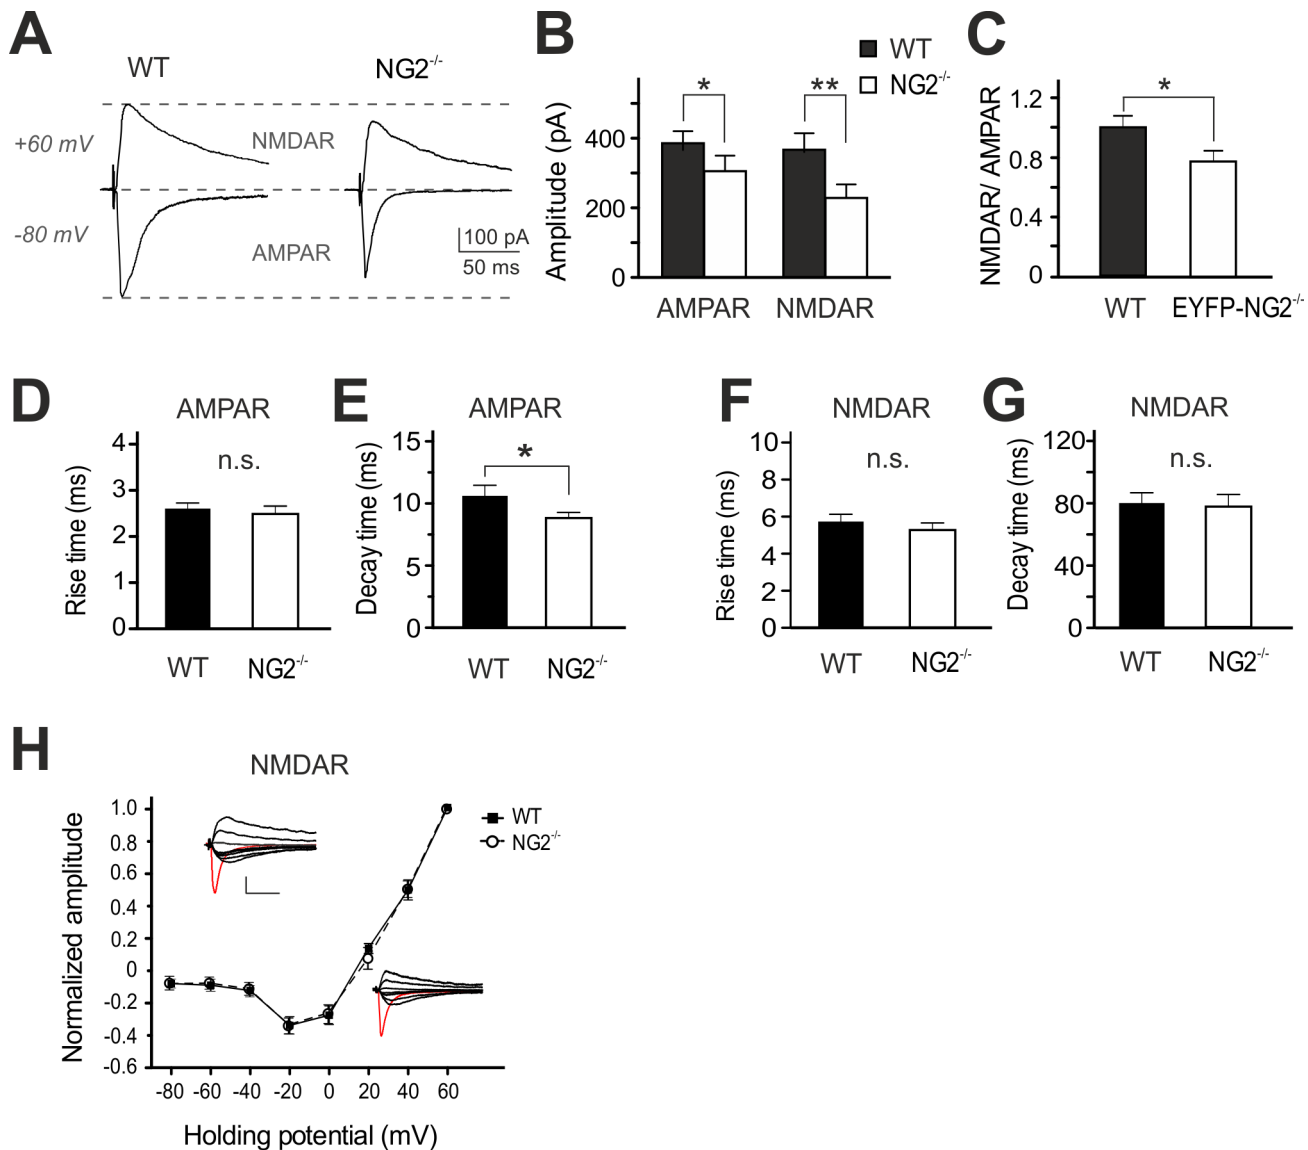 A
WT
NG2-/-
+60 mV
NMDAR
-80 mV
AMPAR
100 pA
50 ms
B
WT
NG2-/-
Amplitude (pA)
* **
400
200
0
AMPAR NMDAR
C
NMDAR/ AMPAR
*
1.2
0.8
0.4
0
WT EYFP-NG2-/-
D
AMPAR
n.s.
Rise time (ms)
4
3
2
1
0
WT NG2-/-
E
AMPAR
*
Decay time (ms)
15
10
5
0
WT NG2-/-
F
NMDAR
n.s.
Rise time (ms)
10
8
6
4
2
0
WT NG2-/-
G
NMDAR
n.s.
Decay time (ms)
120
80
40
0
WT NG2-/-
H
NMDAR
WT
NG2-/-
Normalized amplitude
1.0
0.8
0.6
0.4
0.2
0
-0.2
-0.4
-0.6
-80 -60 -40 -20 0 20 40 60
Holding potential (mV)